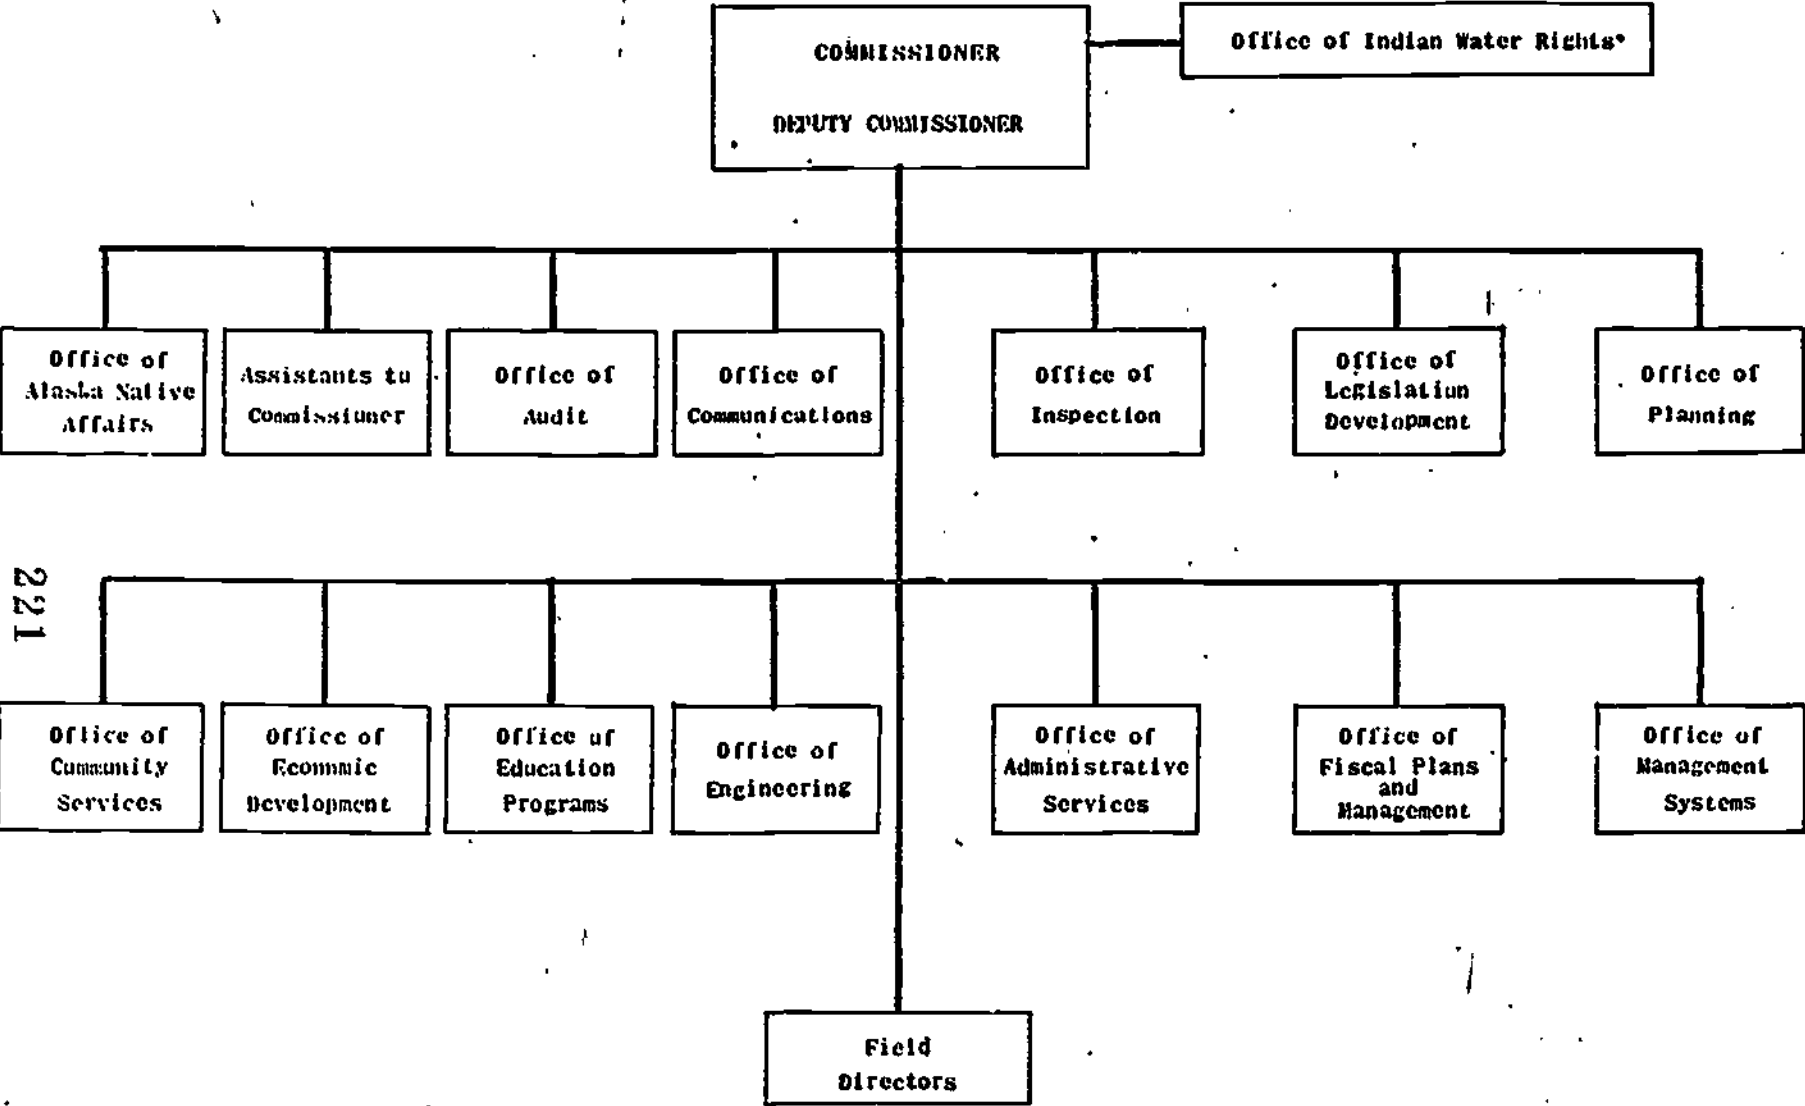 COMMISSIONER
DEPUTY COMMISSIONER
Office of Indian Water Rights*
Office of
Alaska Native
Affairs
Assistants to
Commissioner
Office of
Audit
Office of
Communications
Office of
Inspection
Office of
Legislation
Development
Office of
Planning
221
Office of
Community
Services
Office of
Economic
Development
Office of
Education
Programs
Office of
Engineering
Office of
Administrative
Services
Office of
Fiscal Plans
and
Management
Office of
Management
Systems
Field
Directors